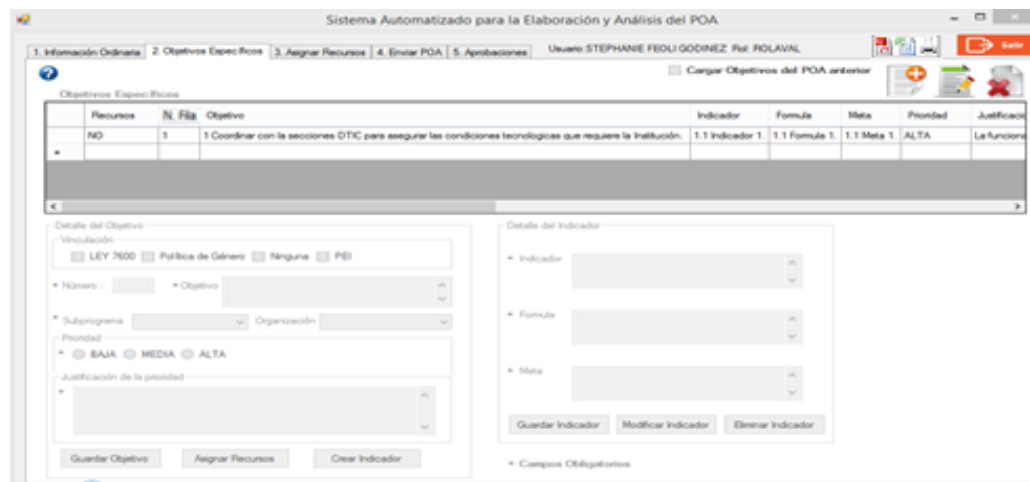 Sistema Automatizado para la Elaboración y Análisis del POA
1. Información Ordinaria 2. Objetivos Específicos 3. Asignar Recursos 4. Enviar POA 5. Aprobaciones Usuario: STEPHANIE FEOLI GODINEZ Rol: ROLAVAL Salir
Cargar Objetivos del POA anterior
Objetivos Específicos
Recursos N. Fila Objetivo Indicador Formula Meta Prioridad Justificació
NO 1 1 Coordinar con la secciones DTIC para asegurar las condiciones tecnologicas que requiere la Institución. 1.1 Indicador 1. 1.1 Formula 1. 1.1 Meta 1. ALTA La funcione
Detalle del Objetivo
Vinculación
LEY 7600 Política de Género Ninguna PEI
* Número : * Objetivo
* Subprograma Organización
Prioridad
* BAJA MEDIA ALTA
Justificación de la prioridad
*
Guardar Objetivo Asignar Recursos Crear Indicador
Detalle del Indicador
* Indicador
* Formula
* Meta
Guardar Indicador Modificar Indicador Eliminar Indicador
* Campos Obligatorios